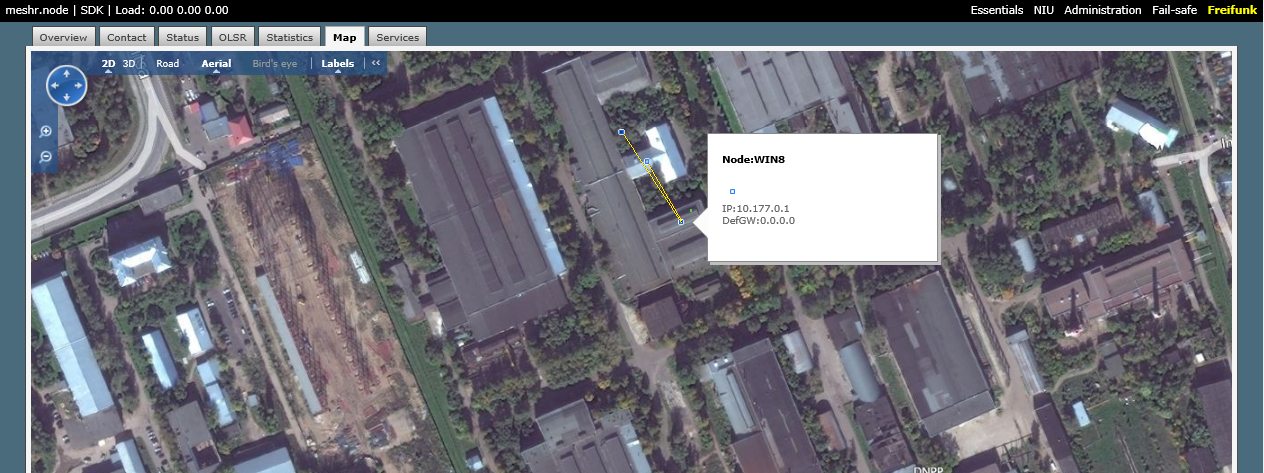 meshr.node | SDK | Load: 0.00 0.00 0.00
Essentials NIU Administration Fail-safe Freifunk
Overview Contact Status OLSR Statistics Map Services
2D 3D Road Aerial Bird's eye Labels
Node:WIN8
IP:10.177.0.1
DefGW:0.0.0.0
In
DNPP